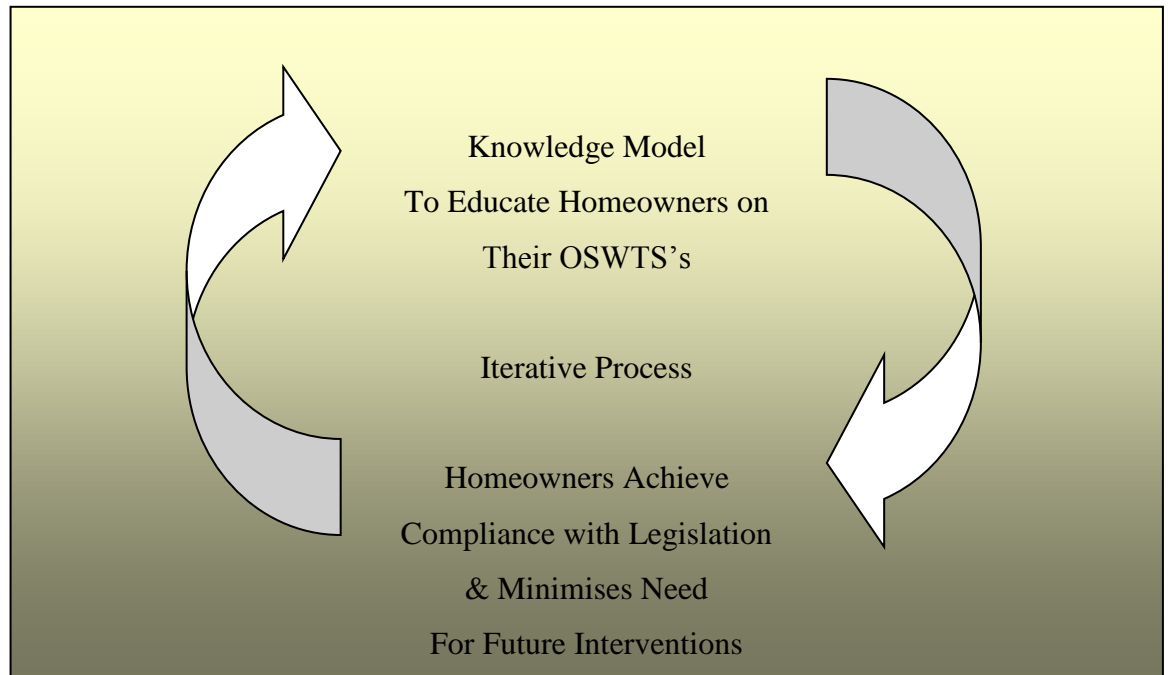 Knowledge Model
To Educate Homeowners on
Their OSWTS’s
Iterative Process
Homeowners Achieve
Compliance with Legislation
& Minimises Need
For Future Interventions